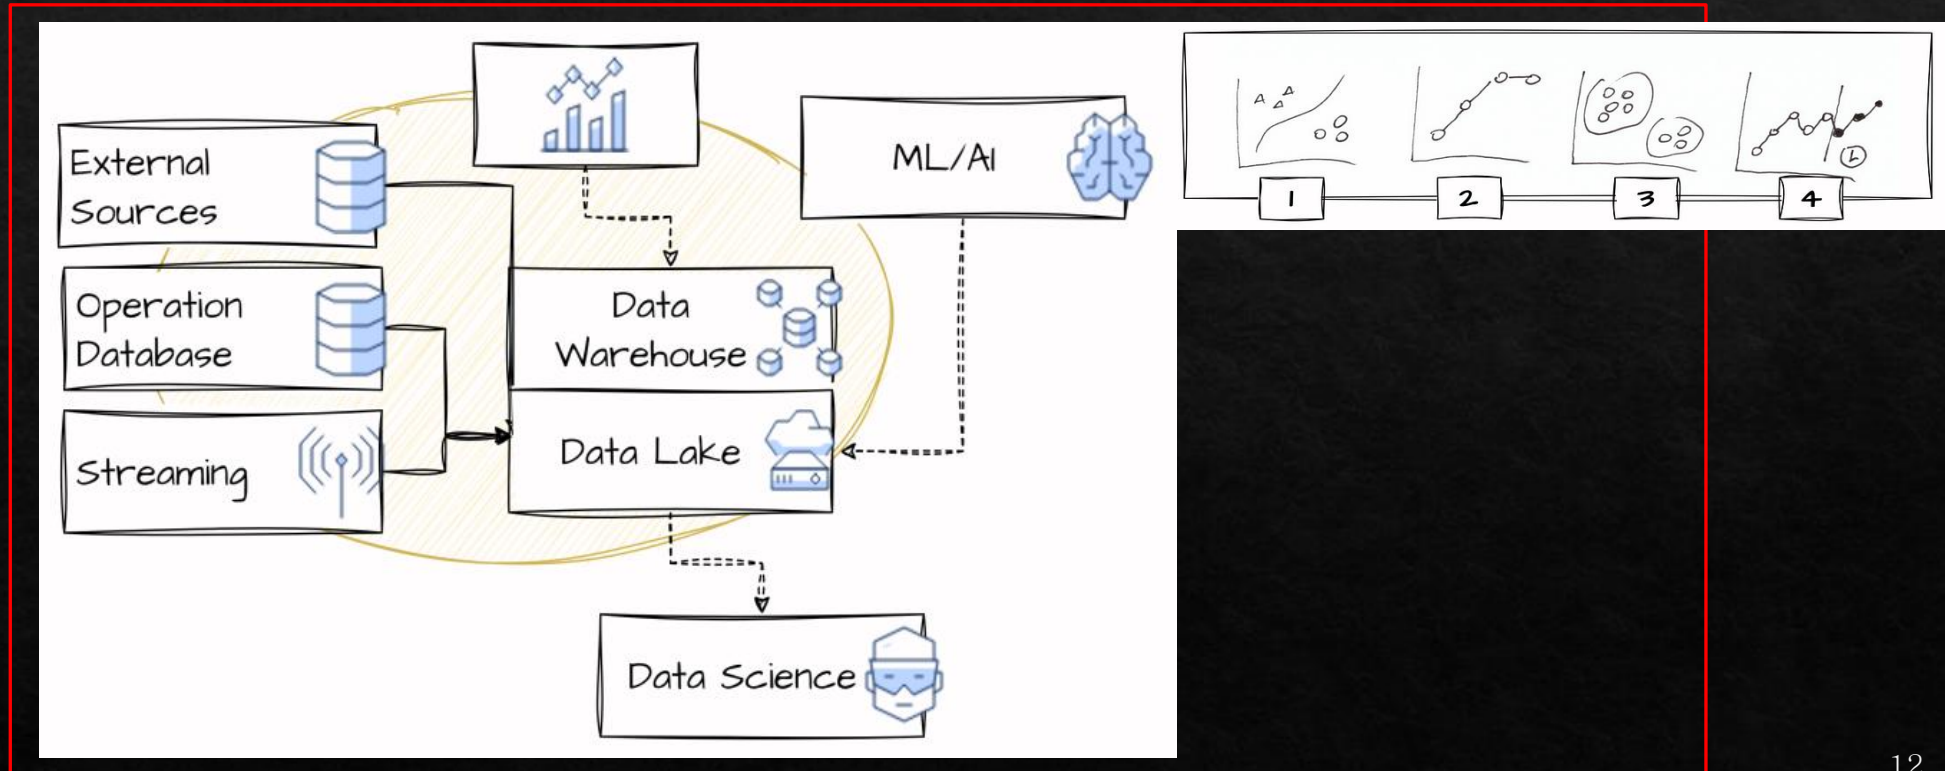 External
Sources
Operation
Database
Streaming
Data
Warehouse
Data Lake
ML/AI
Data Science
1
2
3
4
12